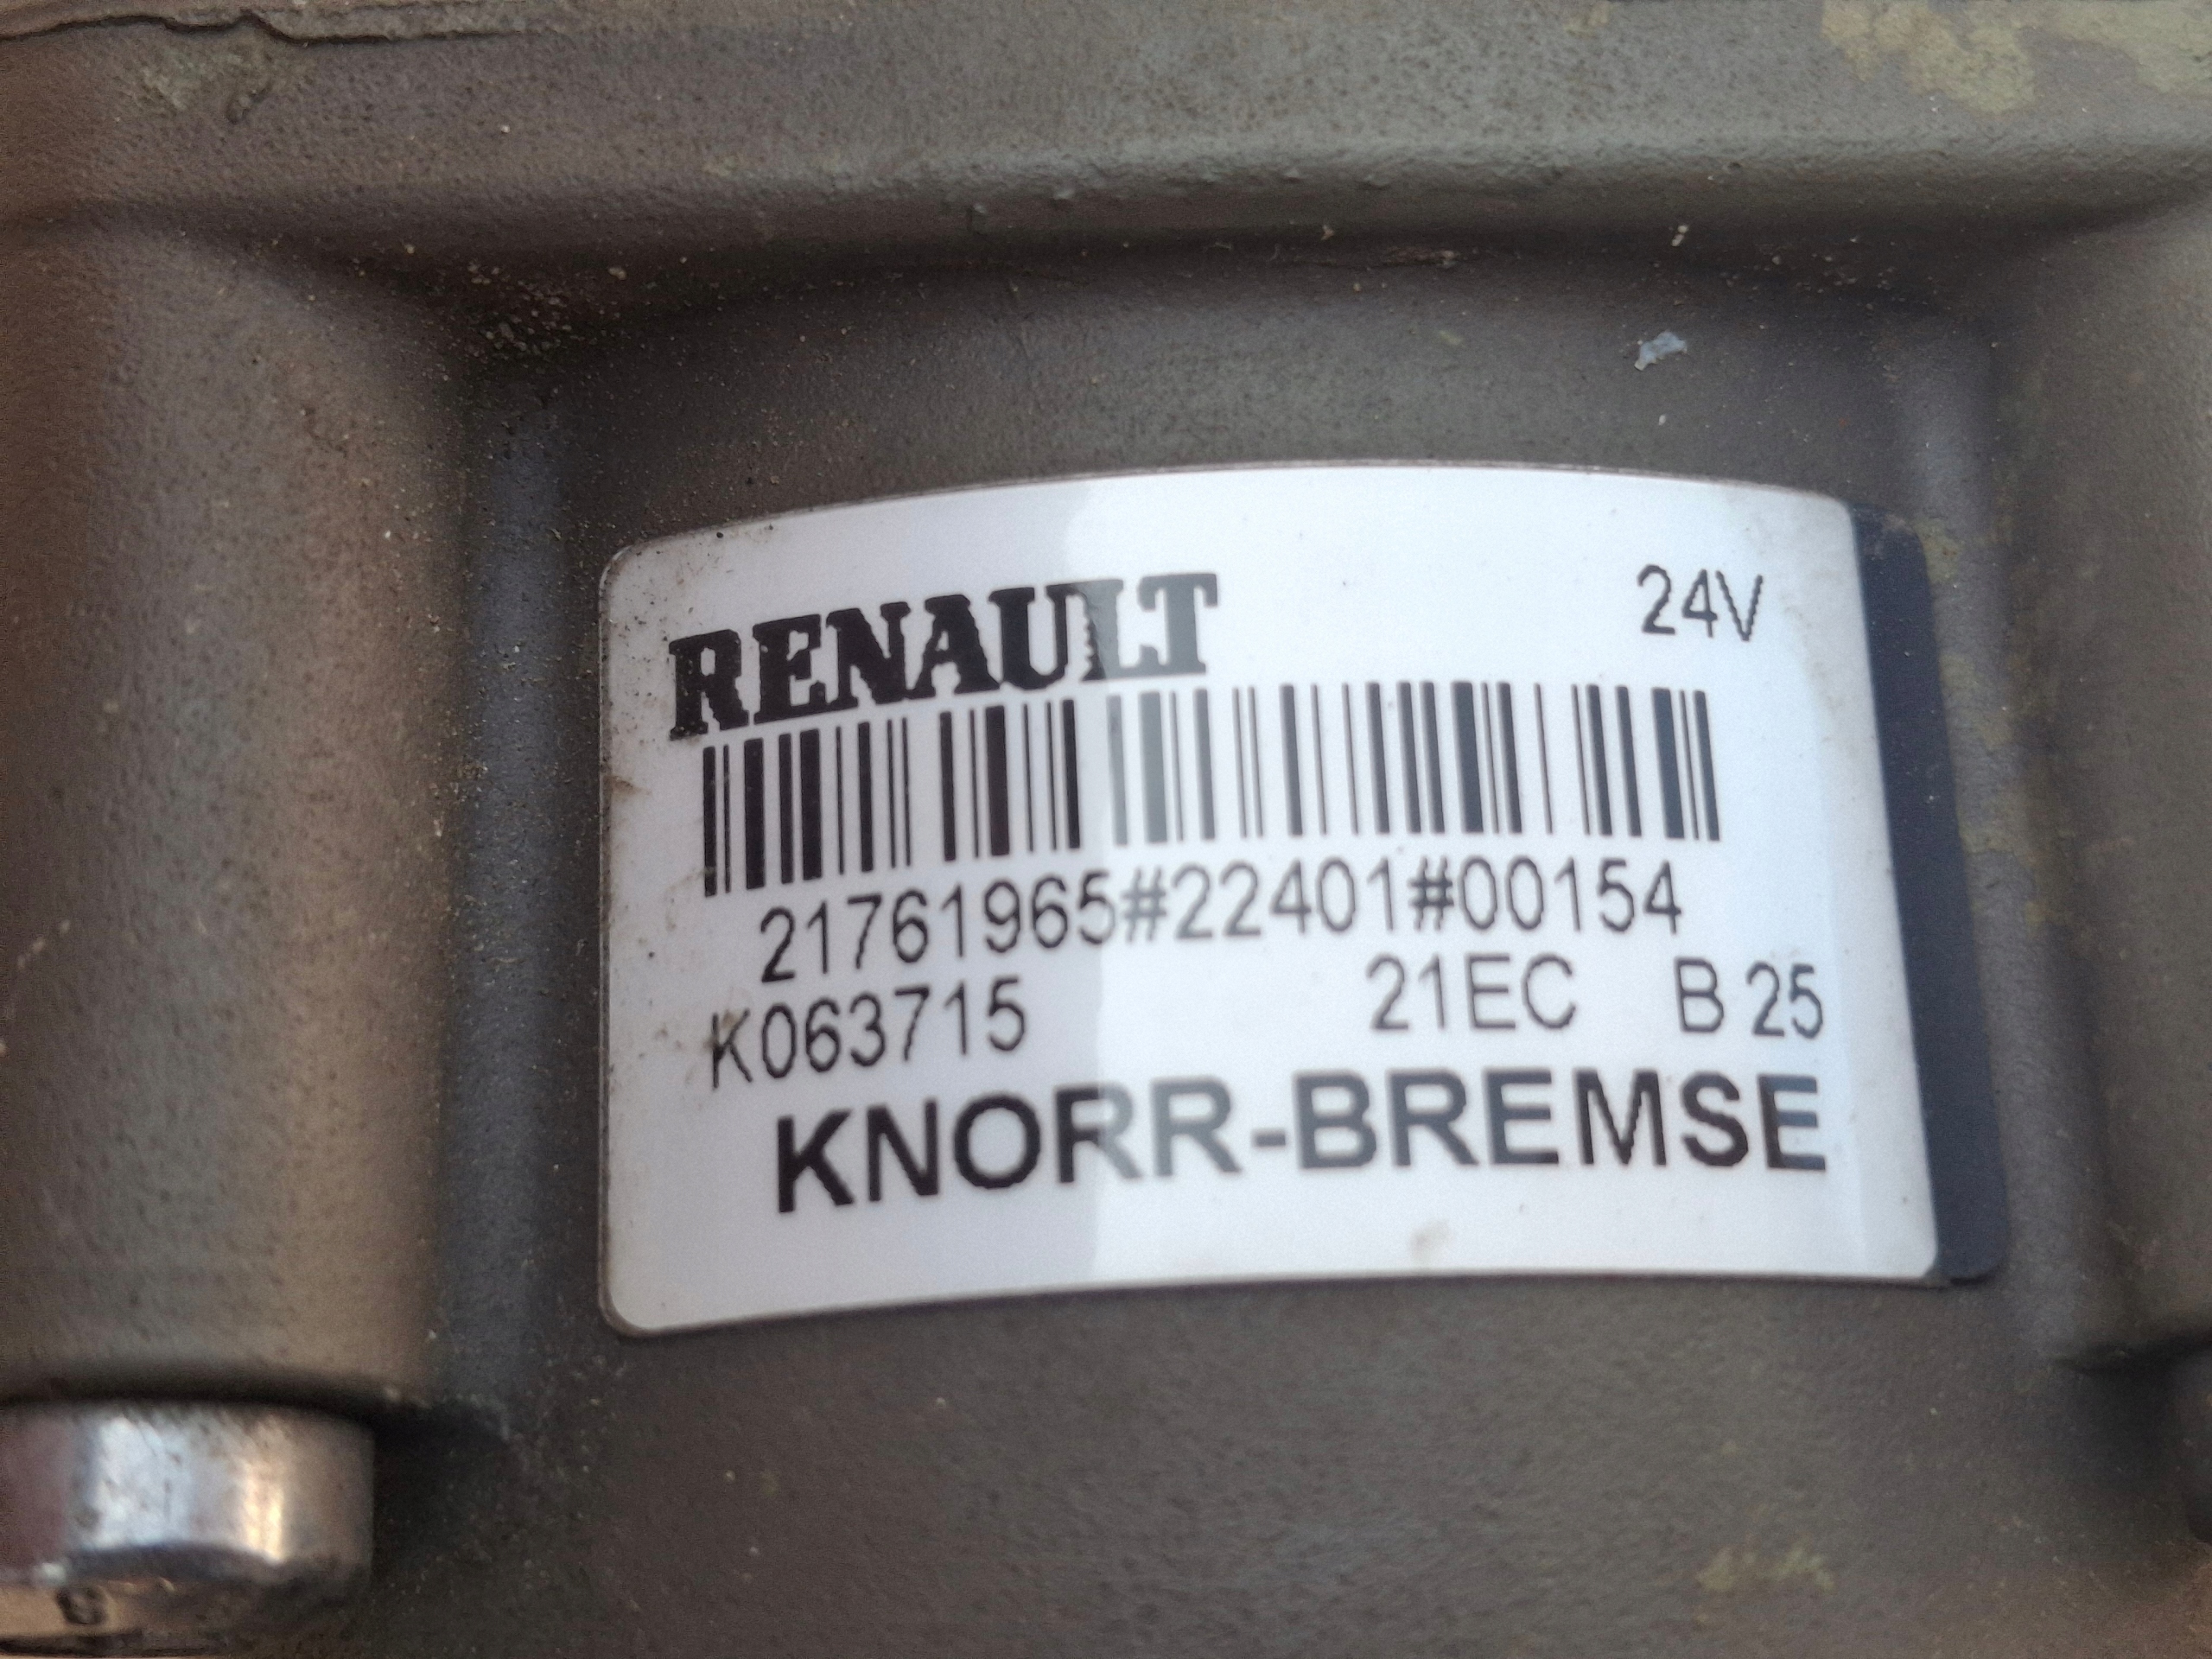 RENAULT 24V
21761965#22401#00154
K063715 21EC B 25
KNORR-BREMSE